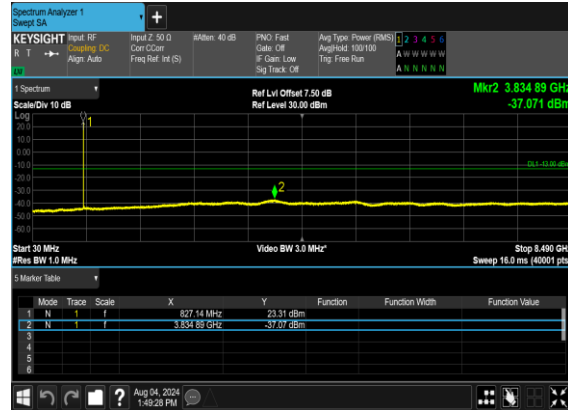 Spectrum Analyzer 1
Swept SA
+
KEYSIGHT Input: RF Input Z: 50 Ω #Atten: 40 dB PNO: Fast Avg Type: Power (RMS) 1 2 3 4 5 6
R T Coupling: DC Corr CCorr Gate: Off Avg|Hold: 100/100 A W W W W W
Align: Auto Freq Ref: Int (S) IF Gain: Low Trig: Free Run
Sig Track: Off A N N N N N
1 Spectrum Ref Lvl Offset 7.50 dB Mkr2 3.834 89 GHz
Scale/Div 10 dB Ref Level 30.00 dBm -37.071 dBm
Log
1
20.0
10.0
0.00
-10.0
DL1 -13.00 dBm
-20.0
-30.0
2
-40.0
-50.0
-60.0
Start 30 MHz Video BW 3.0 MHz* Stop 8.490 GHz
#Res BW 1.0 MHz Sweep 16.0 ms (40001 pts
5 Marker Table
Mode Trace Scale X Y Function Function Width Function Value
1 N 1 f 827.14 MHz 23.31 dBm
2 N 1 f 3.834 89 GHz -37.07 dBm
3
4
5
6
? Aug 04, 2024
1:49:28 PM